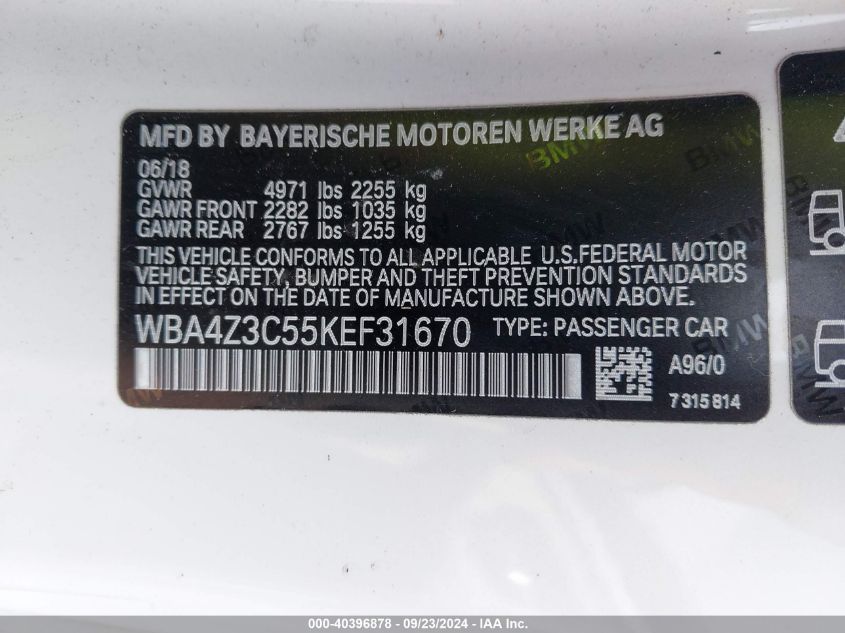 MFD BY BAYERISCHE MOTOREN WERKE AG
06/18
GVWR 4971 lbs 2255 kg
GAWR FRONT 2282 lbs 1035 kg
GAWR REAR 2767 lbs 1255 kg
THIS VEHICLE CONFORMS TO ALL APPLICABLE U.S.FEDERAL MOTOR
VEHICLE SAFETY, BUMPER AND THEFT PREVENTION STANDARDS
IN EFFECT ON THE DATE OF MANUFACTURE SHOWN ABOVE.
WBA4Z3C55KEF31670 TYPE: PASSENGER CAR
A96/0
7 315 814
000-40396878 - 09/23/2024 - IAA Inc.